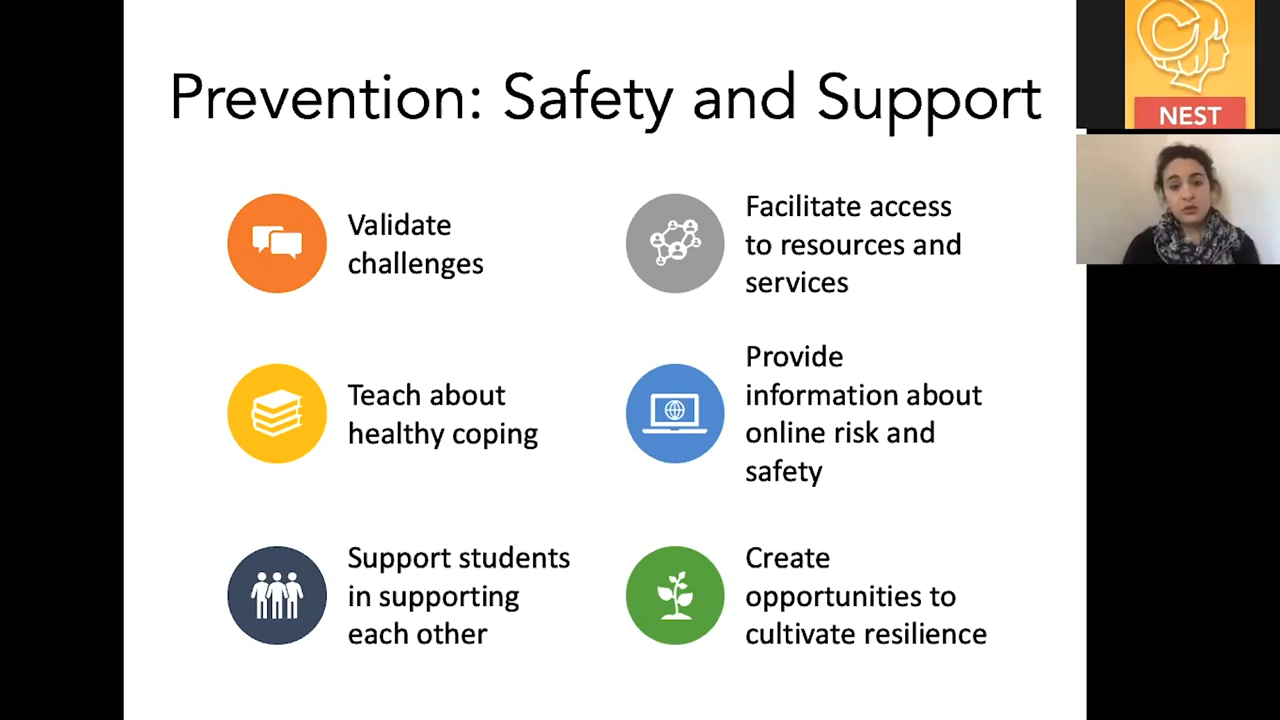 Prevention: Safety and Support
NEST
Validate
challenges
Facilitate access
to resources and
services
Teach about
healthy coping
Provide
information about
online risk and
safety
Support students
in supporting
each other
Create
opportunities to
cultivate resilience